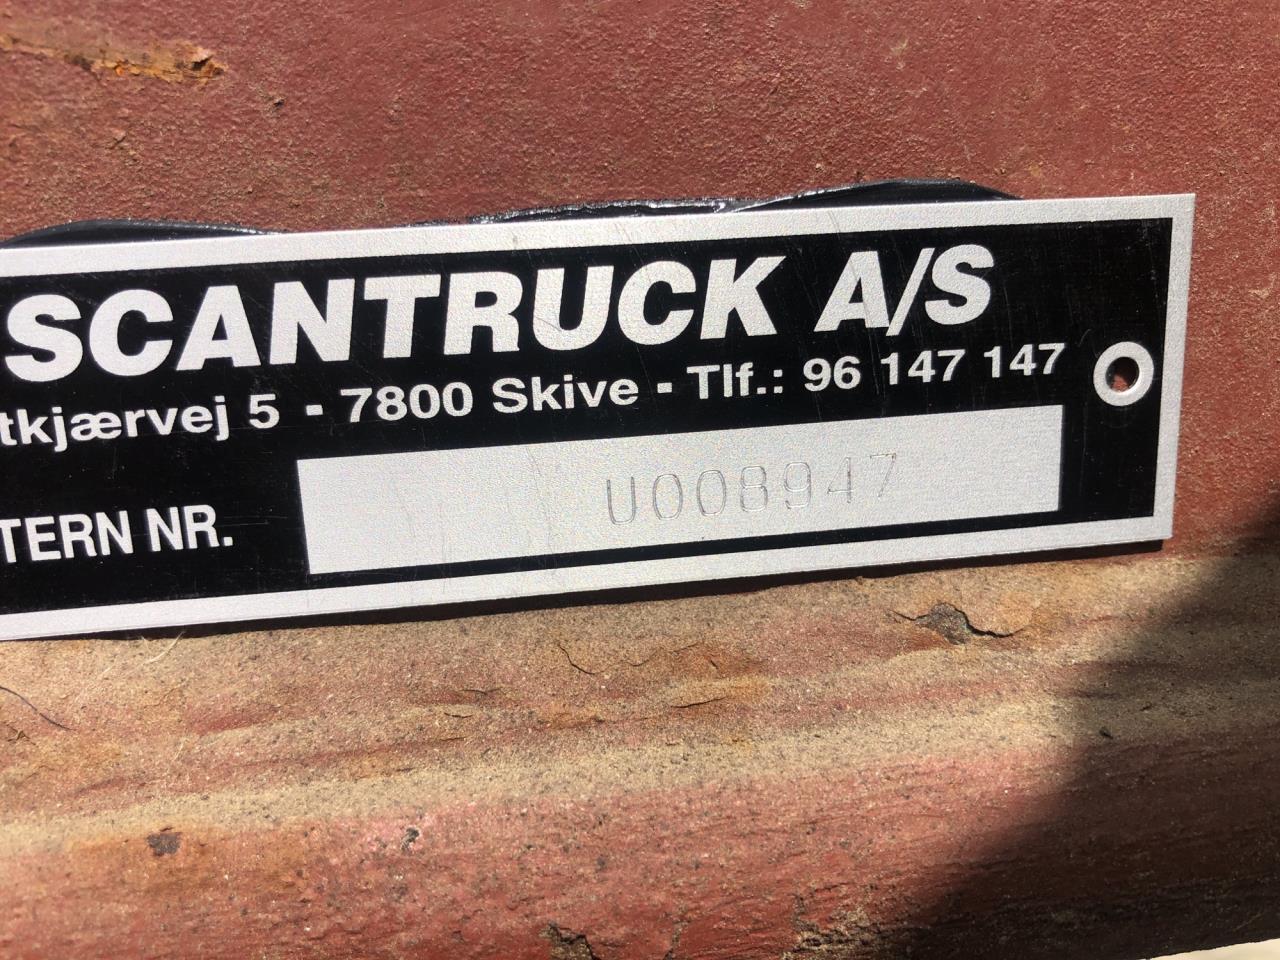 SCANTRUCK A/S
tkjærvej 5 - 7800 Skive - Tlf.: 96 147 147
TERN NR. U008947